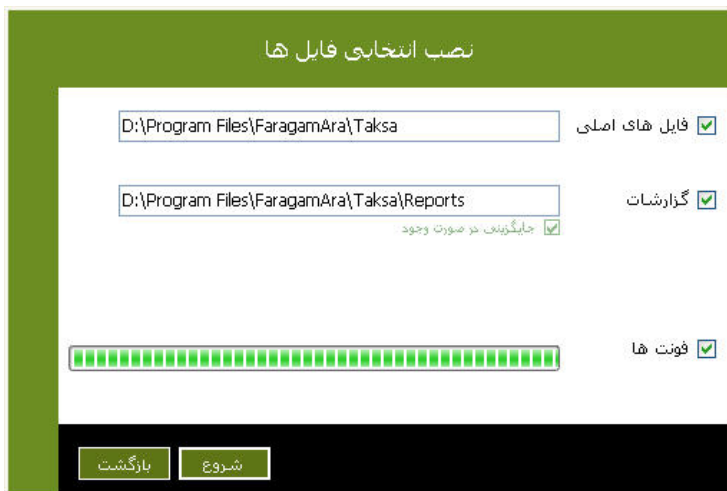 نصب انتخابی فایل ها
فایل های اصلی
D:\Program Files\FaragamAra\Taksa
گزارشات
D:\Program Files\FaragamAra\Taksa\Reports
جایگزینی در صورت وجود
فونت ها
شروع
بازگشت